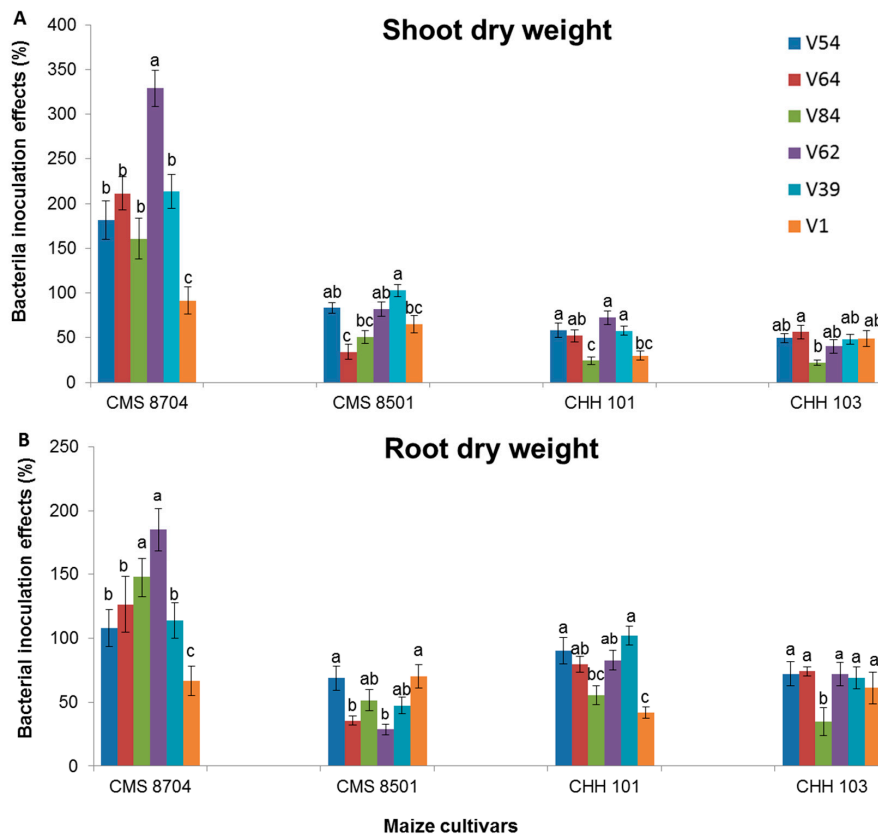 A
Shoot dry weight
Bacterila inoculation effects (%)
400
350
300
250
200
150
100
50
0
V54
V64
V84
V62
V39
V1
b b b a b c
ab c bc ab a bc
a ab c a a bc
ab a b ab ab ab
CMS 8704 CMS 8501 CHH 101 CHH 103
B
Root dry weight
Bacterial inoculation effects (%)
250
200
150
100
50
0
b b a a b c
a b ab b ab a
a ab bc ab a c
a a b a a a
CMS 8704 CMS 8501 CHH 101 CHH 103
Maize cultivars